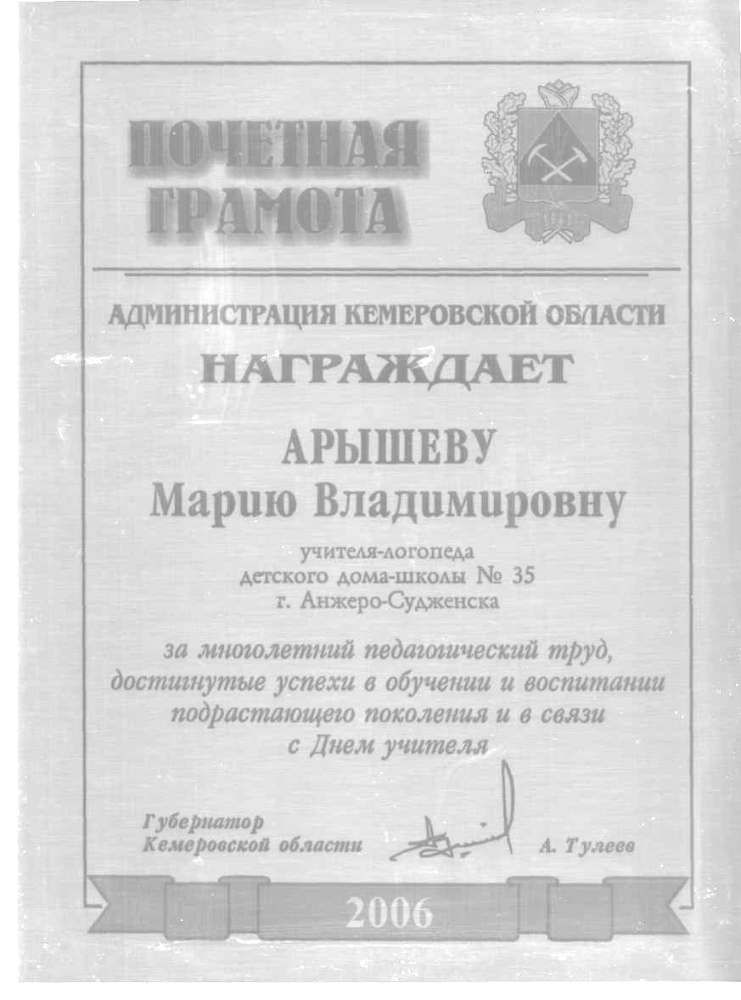 ПОЧЕТНАЯ
ГРАМОТА
АДМИНИСТРАЦИЯ КЕМЕРОВСКОЙ ОБЛАСТИ
НАГРАЖДАЕТ
АРЫШЕВУ
Марию Владимировну
учителя-логопеда
детского дома-школы № 35
г. Анжеро-Судженска
за многолетний педагогический труд,
достигнутые успехи в обучении и воспитании
подрастающего поколения и в связи
с Днем учителя
Губернатор
Кемеровской области
А. Тулеев
2006